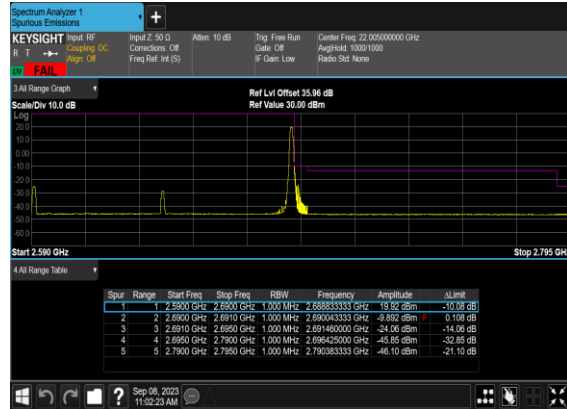 Spectrum Analyzer 1
Spurious Emissions
KEYSIGHT Input: RF Input Z: 50 Ω Atten: 10 dB Trig: Free Run Center Freq: 22.005000000 GHz
R T Coupling: DC Corrections: Off Gate: Off Avg|Hold: 1000/1000
Align: Off Freq Ref: Int (S) IF Gain: Low Radio Std: None
FAIL
3 All Range Graph
Ref Lvl Offset 35.96 dB
Scale/Div 10.0 dB Ref Value 30.00 dBm
Log
20.0
10.0
0.00
-10.0
-20.0
-30.0
-40.0
-50.0
-60.0
Start 2.590 GHz Stop 2.795 GH
4 All Range Table
Spur Range Start Freq Stop Freq RBW Frequency Amplitude ΔLimit
1 1 2.5900 GHz 2.6900 GHz 1.000 MHz 2.688833333 GHz 19.92 dBm -10.08 dB
2 2 2.6900 GHz 2.6910 GHz 1.000 MHz 2.690043333 GHz -9.892 dBm F 0.108 dB
3 3 2.6910 GHz 2.6950 GHz 1.000 MHz 2.691460000 GHz -24.06 dBm -14.06 dB
4 4 2.6950 GHz 2.7900 GHz 1.000 MHz 2.696425000 GHz -45.85 dBm -32.85 dB
5 5 2.7900 GHz 2.7950 GHz 1.000 MHz 2.790383333 GHz -46.10 dBm -21.10 dB
? Sep 08, 2023
11:02:23 AM